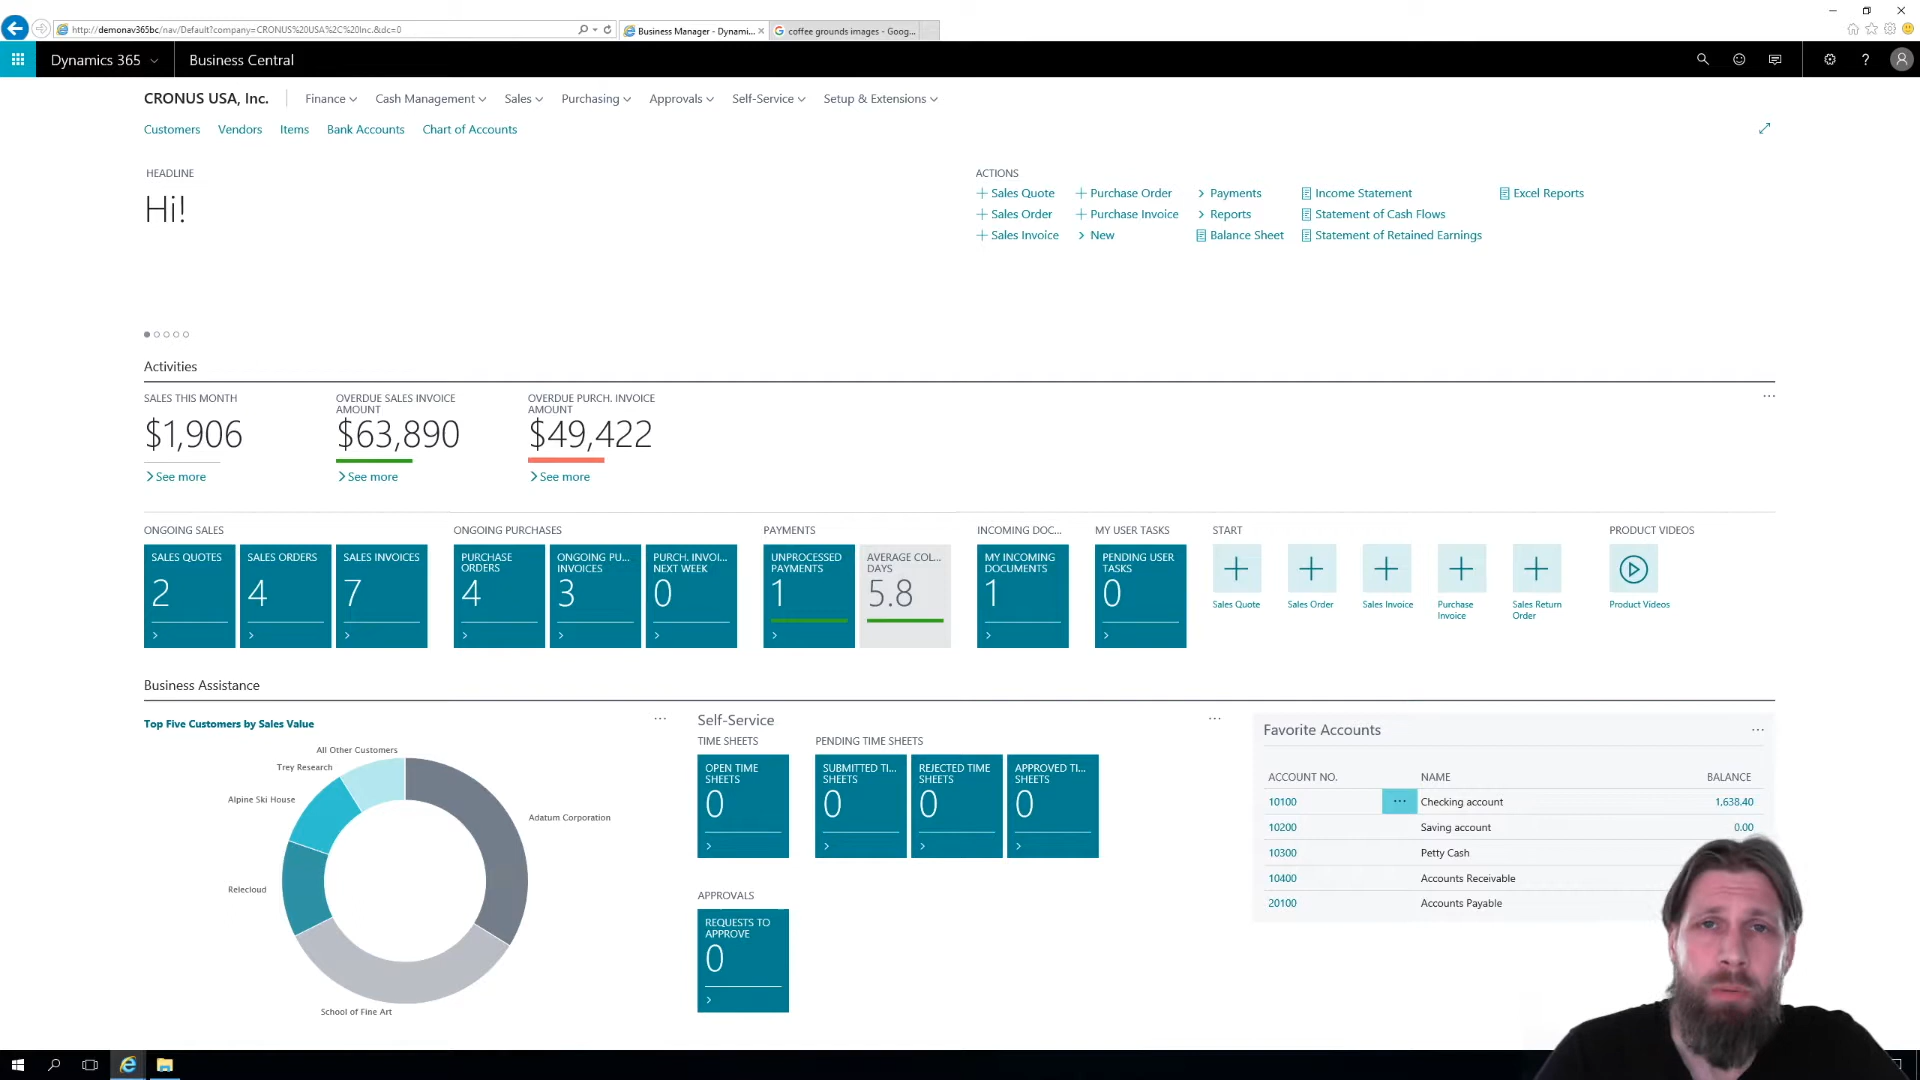 http://demonav365bc/nav/Default?company=CRONUS%20USA%2C%20Inc.&dc=0
Business Manager - Dynami...
coffee grounds images - Goog...
Dynamics 365
Business Central
CRONUS USA, Inc.
Finance
Cash Management
Sales
Purchasing
Approvals
Self-Service
Setup & Extensions
Customers
Vendors
Items
Bank Accounts
Chart of Accounts
HEADLINE
Hi!
ACTIONS
Sales Quote
Purchase Order
Payments
Income Statement
Excel Reports
Sales Order
Purchase Invoice
Reports
Statement of Cash Flows
Sales Invoice
New
Balance Sheet
Statement of Retained Earnings
Activities
SALES THIS MONTH
$1,906
See more
OVERDUE SALES INVOICE
AMOUNT
$63,890
See more
OVERDUE PURCH. INVOICE
AMOUNT
$49,422
See more
ONGOING SALES
SALES QUOTES
2
SALES ORDERS
4
SALES INVOICES
7
ONGOING PURCHASES
PURCHASE
ORDERS
4
ONGOING PU...
INVOICES
3
PURCH. INVOI...
NEXT WEEK
0
PAYMENTS
UNPROCESSED
PAYMENTS
1
AVERAGE COL...
DAYS
5.8
INCOMING DOC...
MY INCOMING
DOCUMENTS
1
MY USER TASKS
PENDING USER
TASKS
0
START
Sales Quote
Sales Order
Sales Invoice
Purchase
Invoice
Sales Return
Order
PRODUCT VIDEOS
Product Videos
Business Assistance
Top Five Customers by Sales Value
All Other Customers
Trey Research
Alpine Ski House
Adatum Corporation
Relecloud
School of Fine Art
Self-Service
TIME SHEETS
OPEN TIME
SHEETS
0
PENDING TIME SHEETS
SUBMITTED TI...
SHEETS
0
REJECTED TIME
SHEETS
0
APPROVED TI...
SHEETS
0
APPROVALS
REQUESTS TO
APPROVE
0
Favorite Accounts
ACCOUNT NO.
NAME
BALANCE
10100
Checking account
1,638.40
10200
Saving account
0.00
10300
Petty Cash
10400
Accounts Receivable
20100
Accounts Payable